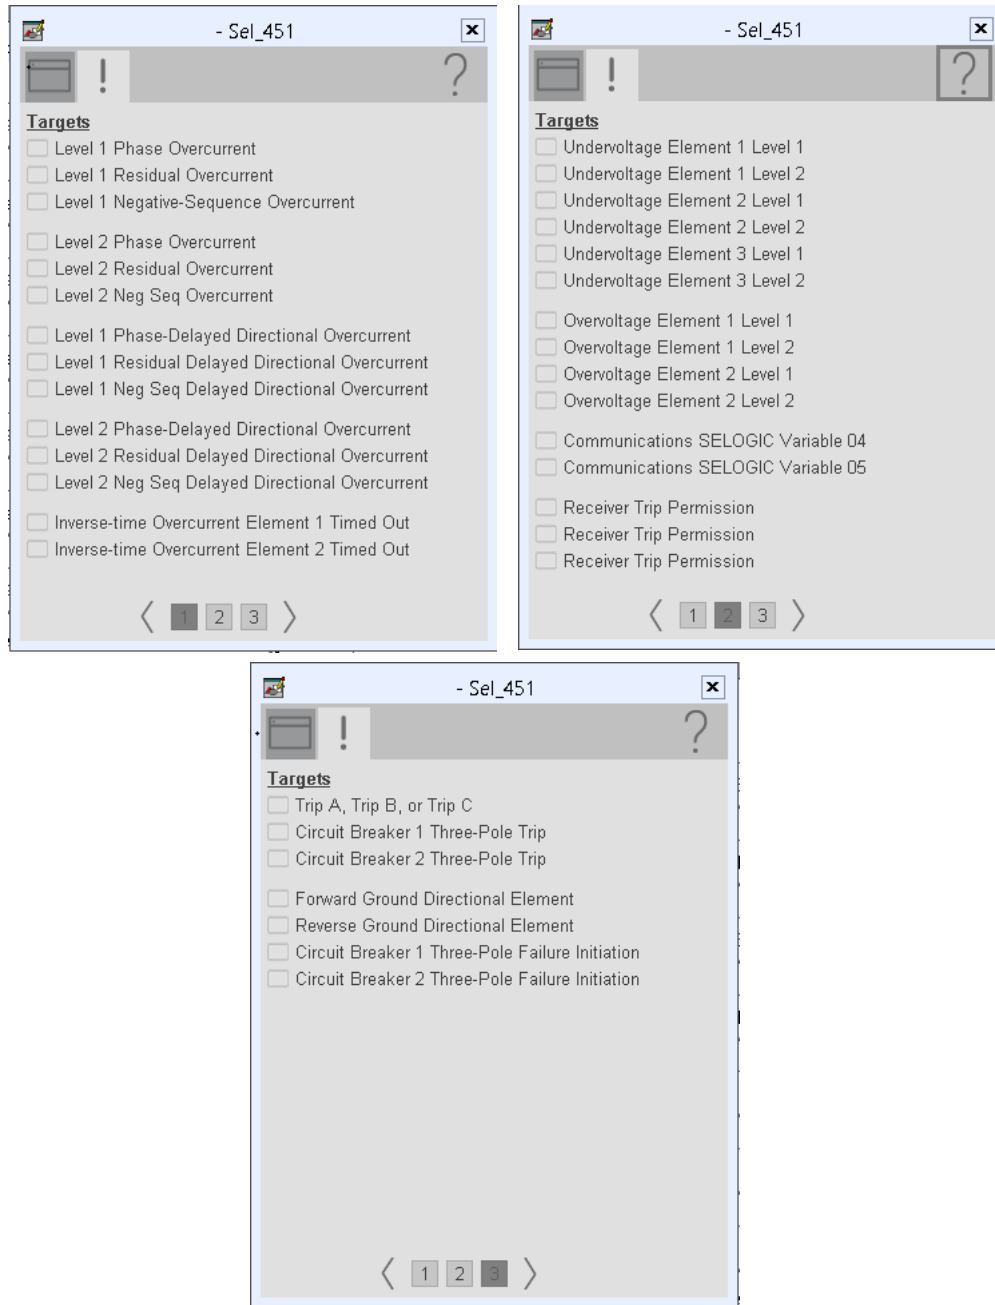 - Sel_451
!
?
Targets
Level 1 Phase Overcurrent
Level 1 Residual Overcurrent
Level 1 Negative-Sequence Overcurrent
Level 2 Phase Overcurrent
Level 2 Residual Overcurrent
Level 2 Neg Seq Overcurrent
Level 1 Phase-Delayed Directional Overcurrent
Level 1 Residual Delayed Directional Overcurrent
Level 1 Neg Seq Delayed Directional Overcurrent
Level 2 Phase-Delayed Directional Overcurrent
Level 2 Residual Delayed Directional Overcurrent
Level 2 Neg Seq Delayed Directional Overcurrent
Inverse-time Overcurrent Element 1 Timed Out
Inverse-time Overcurrent Element 2 Timed Out
1 2 3
- Sel_451
!
?
Targets
Undervoltage Element 1 Level 1
Undervoltage Element 1 Level 2
Undervoltage Element 2 Level 1
Undervoltage Element 2 Level 2
Undervoltage Element 3 Level 1
Undervoltage Element 3 Level 2
Overvoltage Element 1 Level 1
Overvoltage Element 1 Level 2
Overvoltage Element 2 Level 1
Overvoltage Element 2 Level 2
Communications SELOGIC Variable 04
Communications SELOGIC Variable 05
Receiver Trip Permission
Receiver Trip Permission
Receiver Trip Permission
1 2 3
- Sel_451
!
?
Targets
Trip A, Trip B, or Trip C
Circuit Breaker 1 Three-Pole Trip
Circuit Breaker 2 Three-Pole Trip
Forward Ground Directional Element
Reverse Ground Directional Element
Circuit Breaker 1 Three-Pole Failure Initiation
Circuit Breaker 2 Three-Pole Failure Initiation
1 2 3